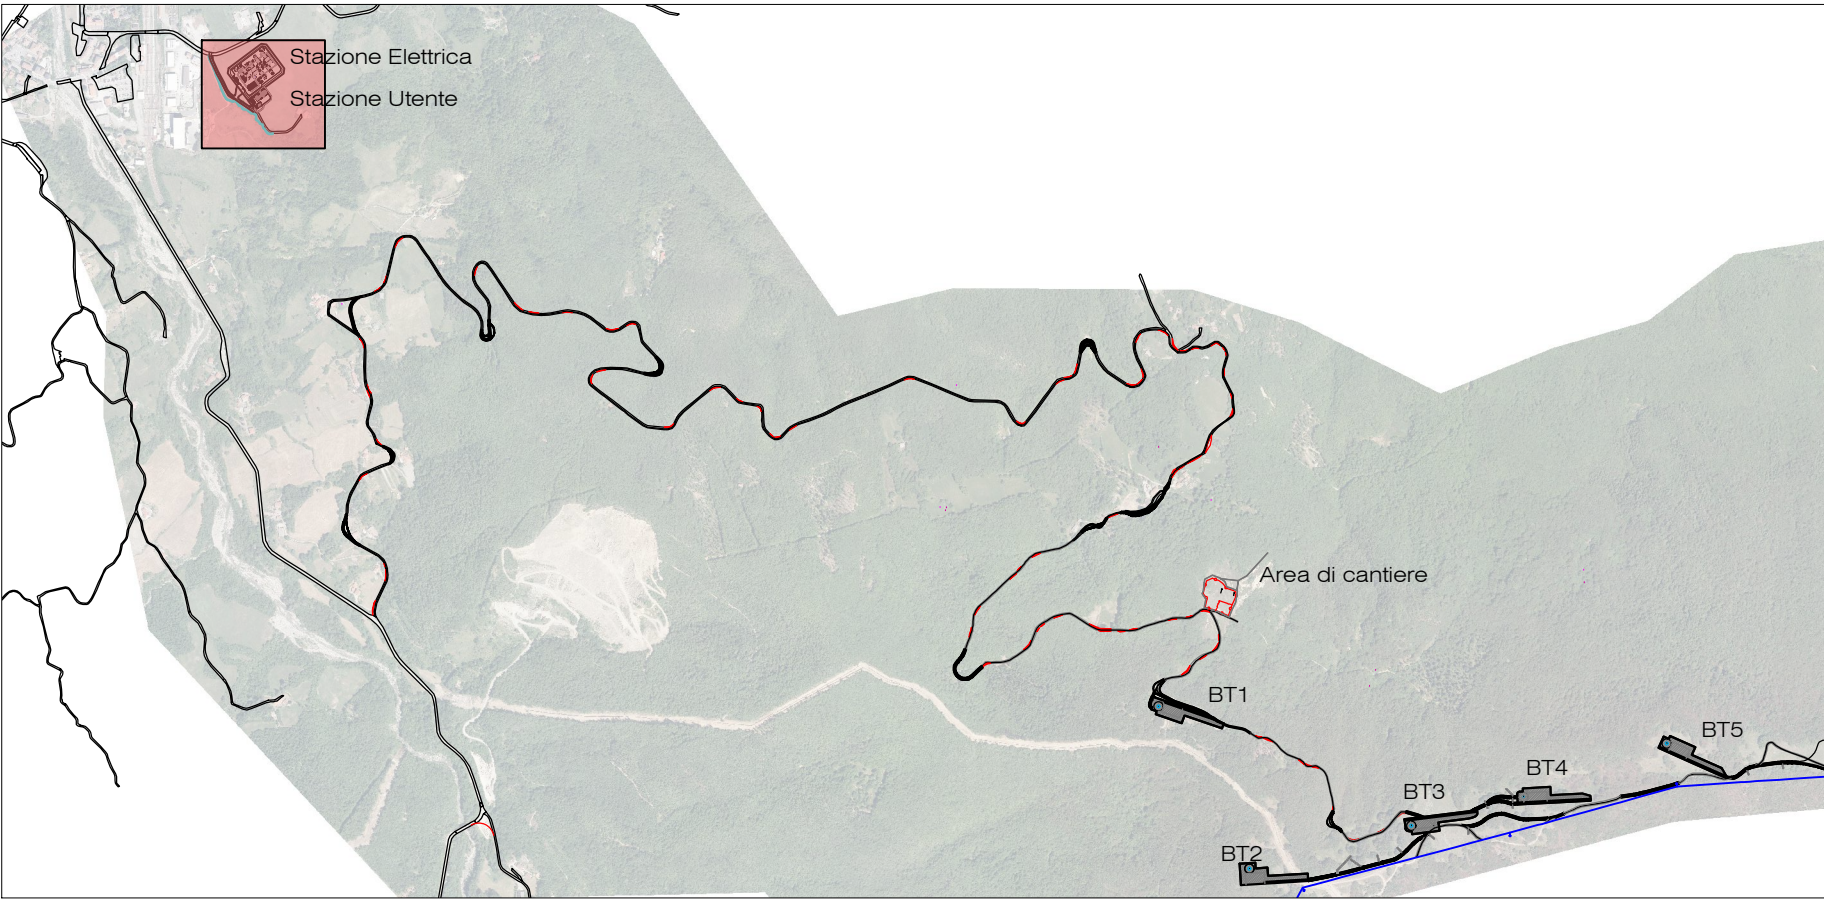 Stazione Elettrica
Stazione Utente
Area di cantiere
BT1
BT5
BT4
BT3
BT2